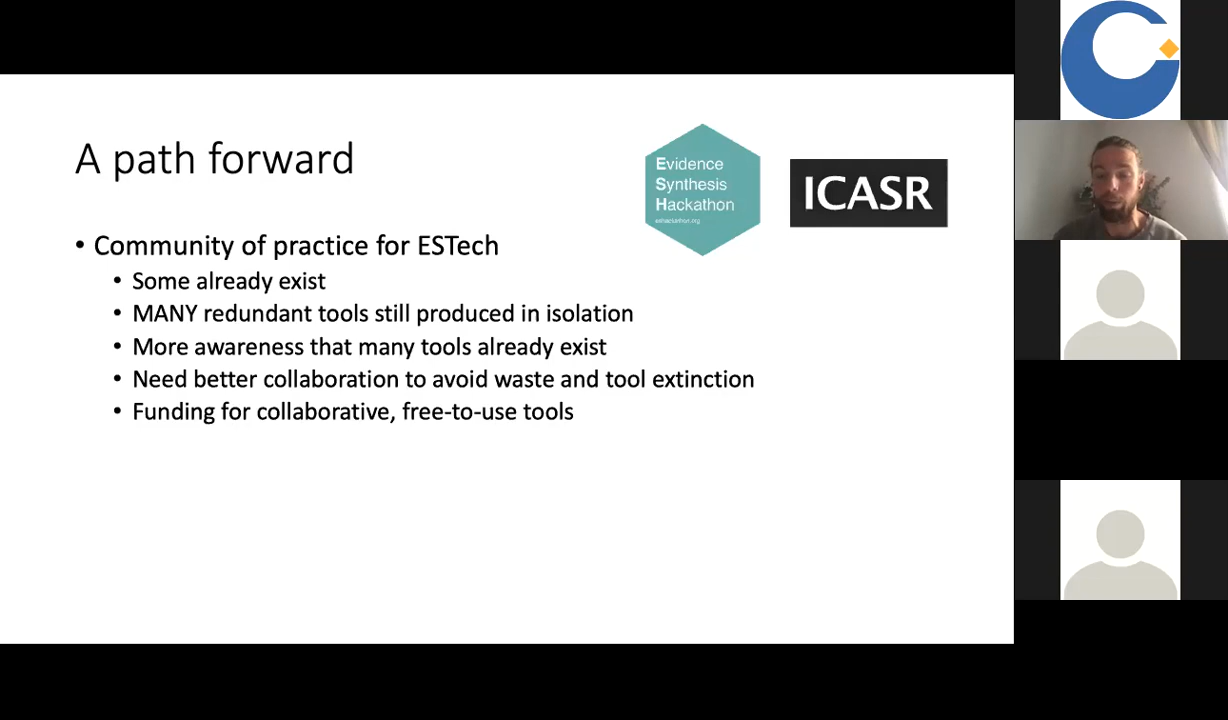 A path forward
Evidence
Synthesis
Hackathon
eshackathon.org
ICASR
• Community of practice for ESTech
• Some already exist
• MANY redundant tools still produced in isolation
• More awareness that many tools already exist
• Need better collaboration to avoid waste and tool extinction
• Funding for collaborative, free-to-use tools